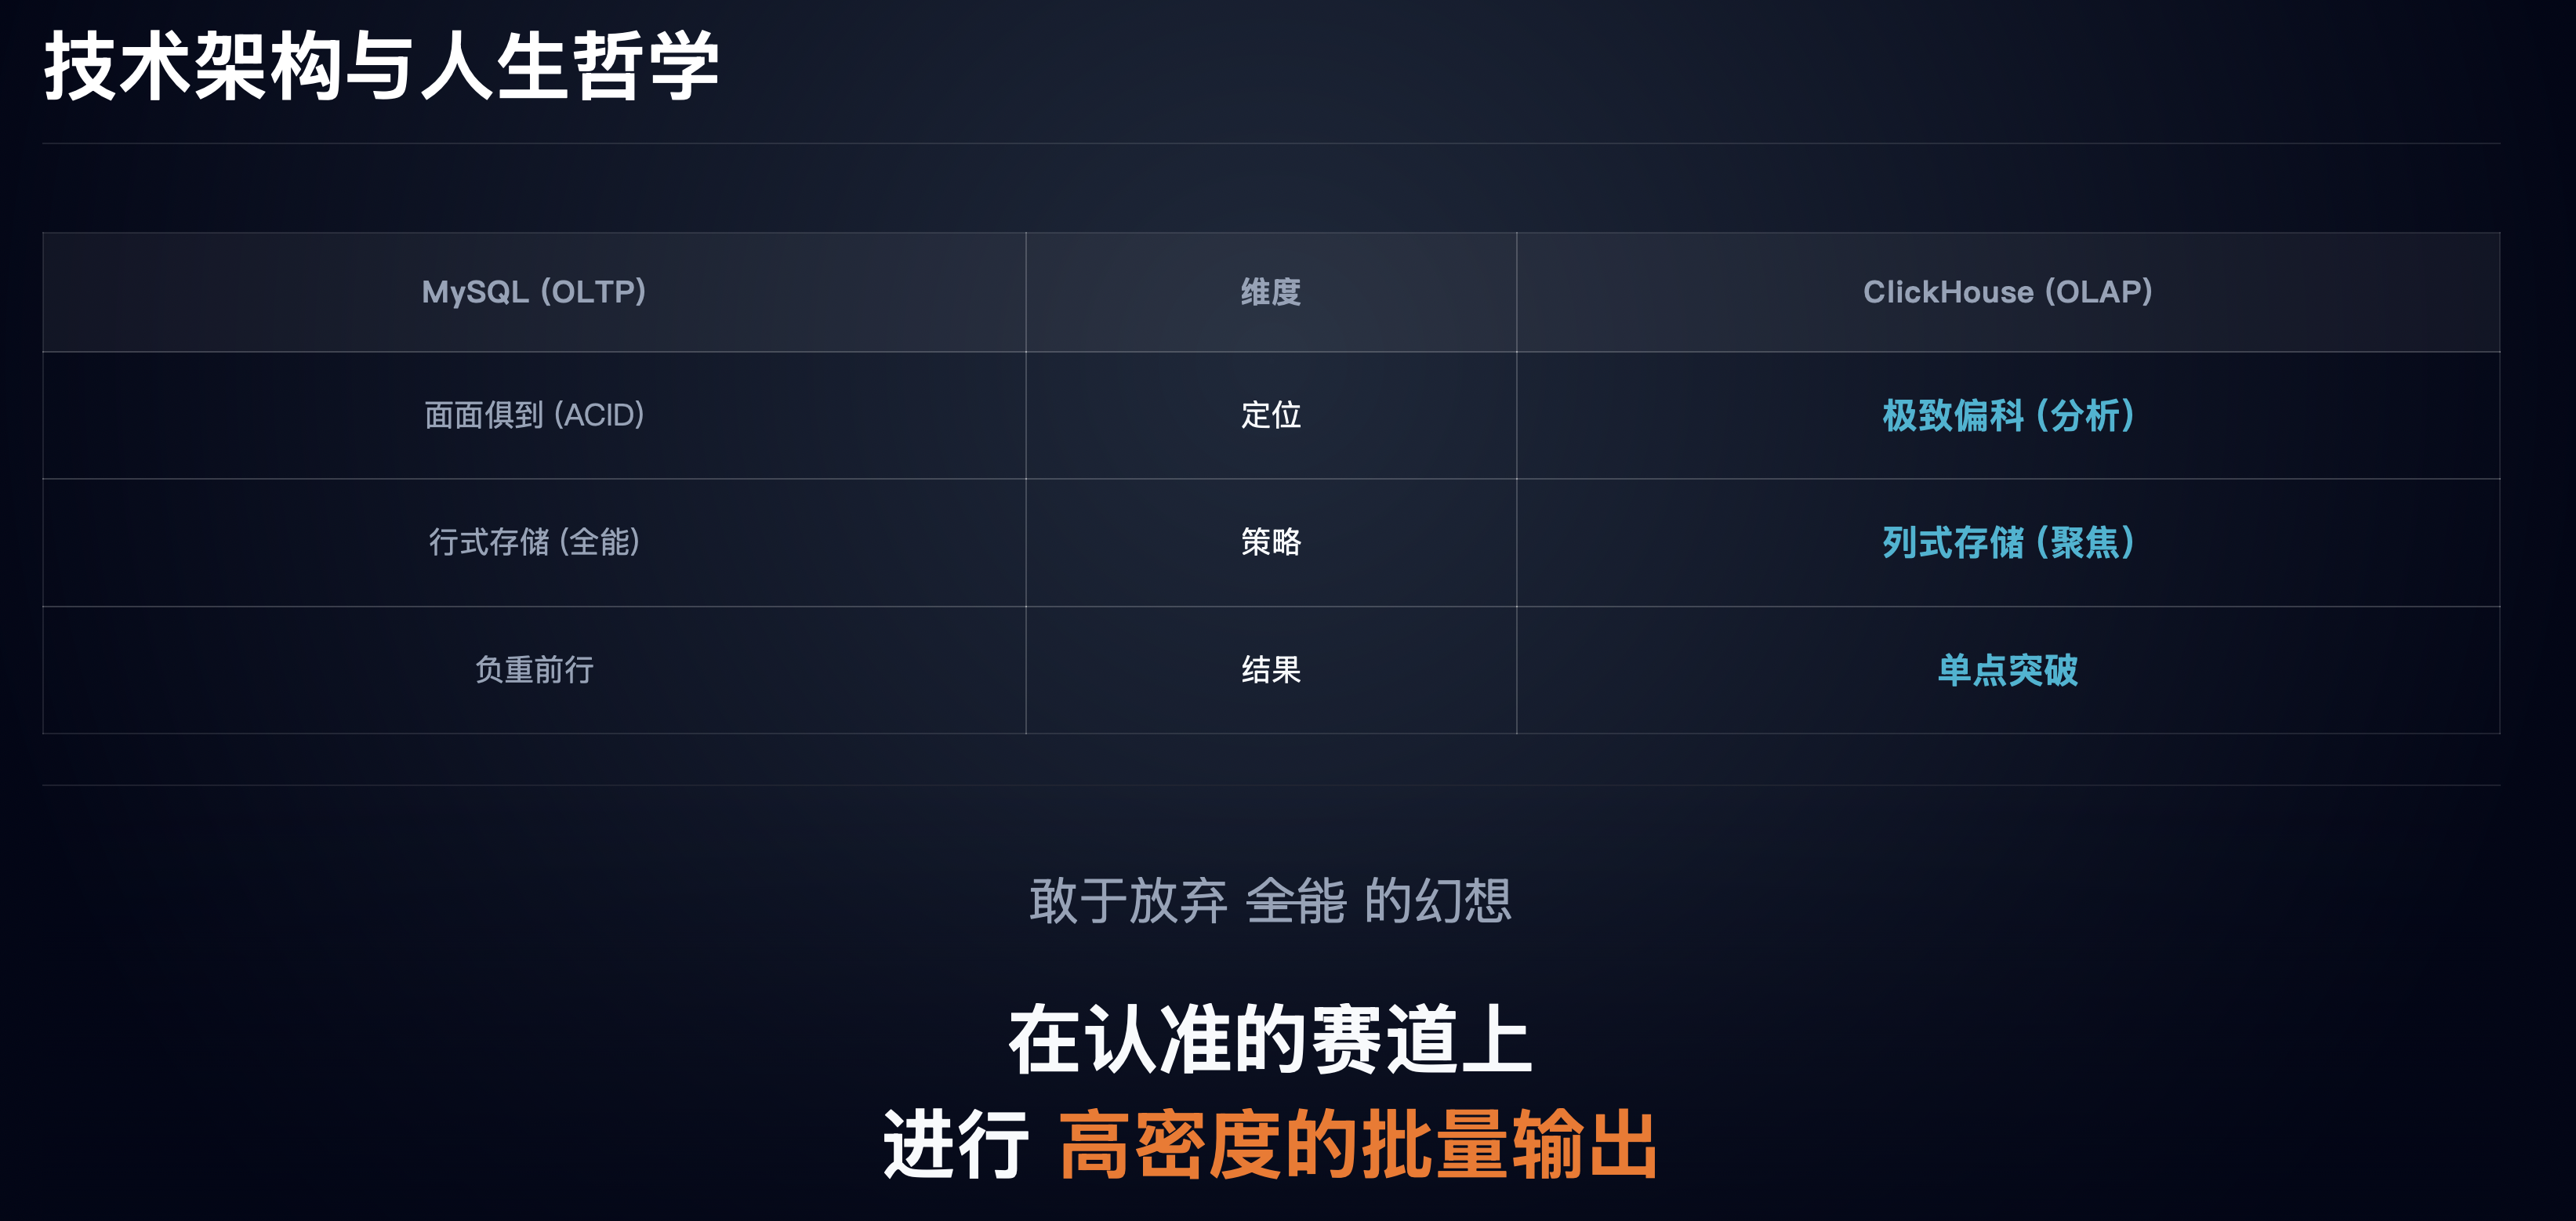 技术架构与人生哲学
MySQL (OLTP) 维度 ClickHouse (OLAP)
面面俱到 (ACID) 定位 极致偏科 (分析)
行式存储 (全能) 策略 列式存储 (聚焦)
负重前行 结果 单点突破
敢于放弃 全能 的幻想
在认准的赛道上
进行 高密度的批量输出